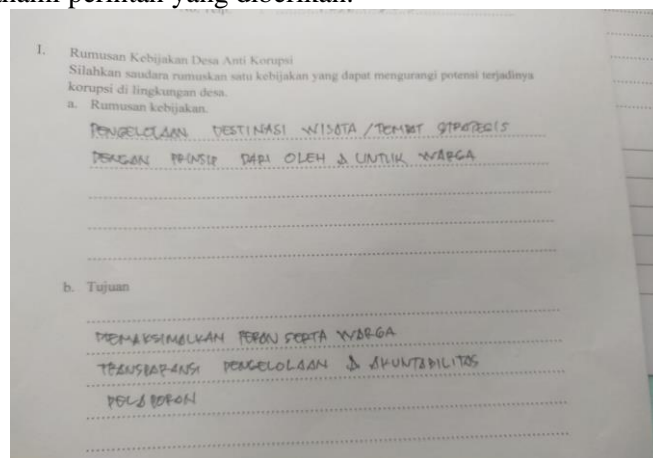 I. Rumusan Kebijakan Desa Anti Korupsi
Silahkan saudara rumuskan satu kebijakan yang dapat mengurangi potensi terjadinya
korupsi di lingkungan desa.
a. Rumusan kebijakan.
PENGELOLAAN DESTINASI WISATA / TEMPAT STRATEGIS
DENGAN PRINSIP DARI OLEH & UNTUK WARGA
b. Tujuan
MEMAKSIMALKAN PERAN SERTA WARGA
TRANSPARANSI PENGELOLAAN & AKUNTABILITAS
PELAPORAN